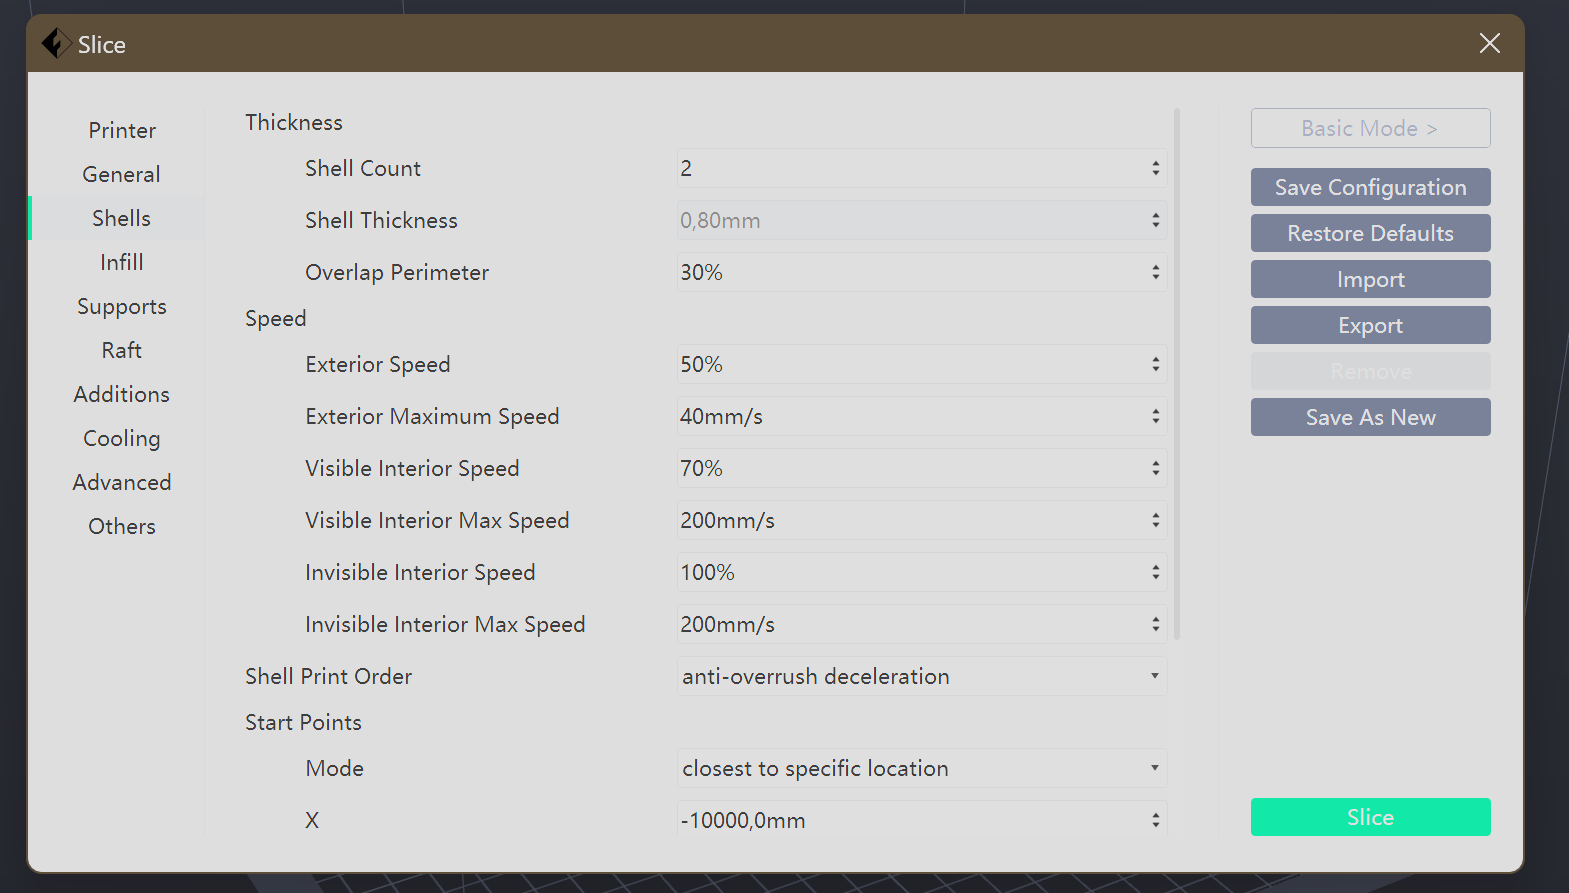 Slice
Printer
General
Shells
Infill
Supports
Raft
Additions
Cooling
Advanced
Others
Thickness
Shell Count 2
Shell Thickness 0,80mm
Overlap Perimeter 30%
Speed
Exterior Speed 50%
Exterior Maximum Speed 40mm/s
Visible Interior Speed 70%
Visible Interior Max Speed 200mm/s
Invisible Interior Speed 100%
Invisible Interior Max Speed 200mm/s
Shell Print Order anti-overrush deceleration
Start Points
Mode closest to specific location
X -10000,0mm
Basic Mode >
Save Configuration
Restore Defaults
Import
Export
Remove
Save As New
Slice